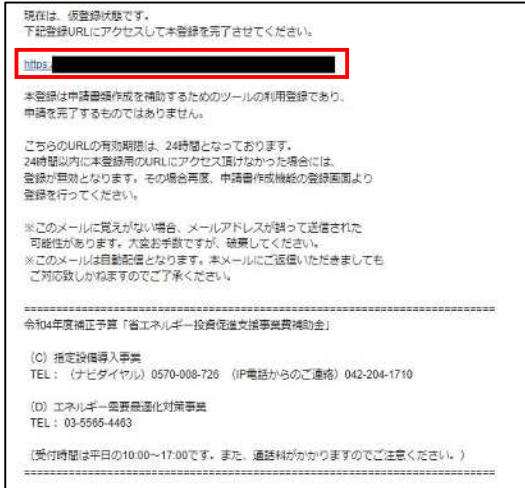 現在は、仮登録状態です。
下記登録URLにアクセスして本登録を完了させてください。
https:
本登録は申請書類作成を補助するためのツールの利用登録であり、
申請を完了するものではありません。
こちらのURLの有効期限は、24時間となっております。
24時間以内に本登録用のURLにアクセス頂けなかった場合には、
登録が無効となります。その場合再度、申請書作成機能の登録画面より
登録を行ってください。
※このメールに覚えがない場合、メールアドレスが誤って送信された
可能性があります。大変お手数ですが、破棄してください。
※このメールは自動配信となります。本メールにご返信いただきましても
ご対応致しかねますのでご了承ください。
========================================================================
令和4年度補正予算「省エネルギー投資促進支援事業費補助金」
（C）指定設備導入事業
TEL：（ナビダイヤル）0570-008-726 （IP電話からのご連絡）042-204-1710
（D）エネルギー需要最適化対策事業
TEL：03-5565-4463
（受付時間は平日の10:00～17:00です。また、通話料がかかりますのでご注意ください。）
========================================================================